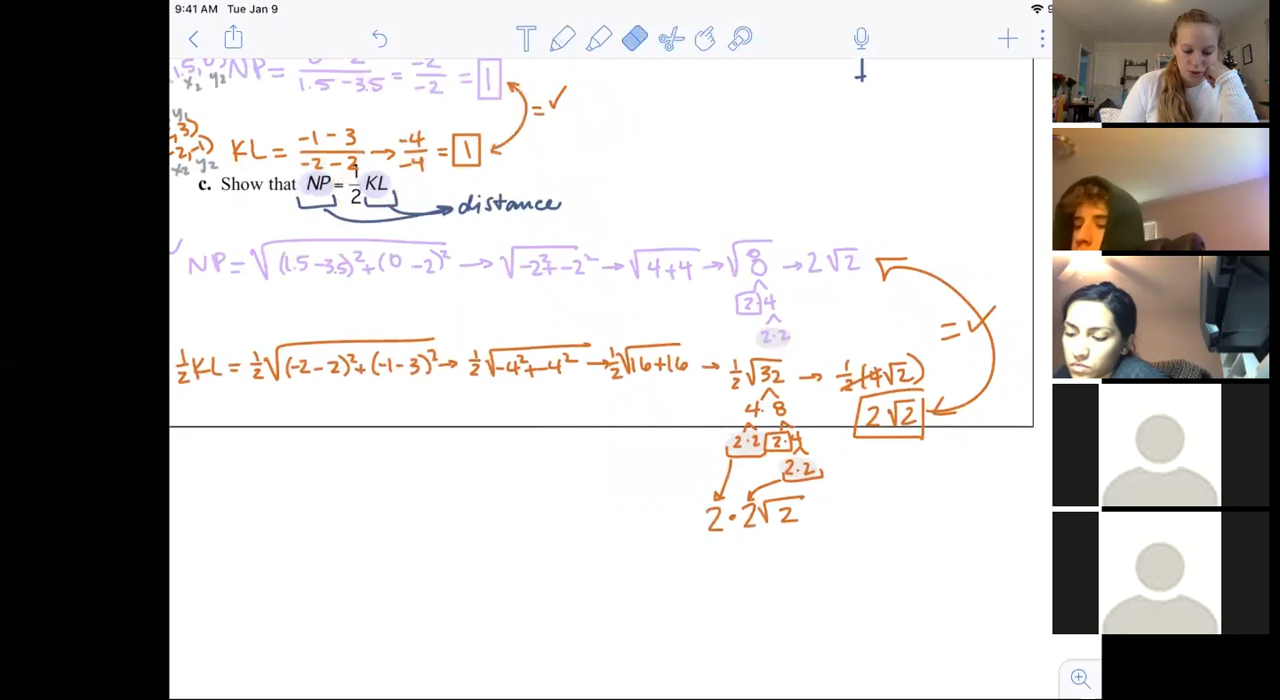 9:41 AM Tue Jan 9
NP = 0 - 2 / 1.5 - 3.5 = -2 / -2 = 1
= ✓
KL = -1 - 3 / -2 - 2 → -4 / -4 = 1
x₂ y₂
c. Show that NP = 1/2 KL
distance
NP = √(1.5 - 3.5)² + (0 - 2)² → √-2² + -2² → √4 + 4 → √8 → 2√2
2 · 4
2 · 2
= ✓
1/2 KL = 1/2 √(-2 - 2)² + (-1 - 3)² → 1/2 √-4² + -4² → 1/2 √16 + 16 → 1/2 √32 → 1/2 (4√2)
4 · 8
2√2
2 · 2 2 · 4
2 · 2
2 · 2√2